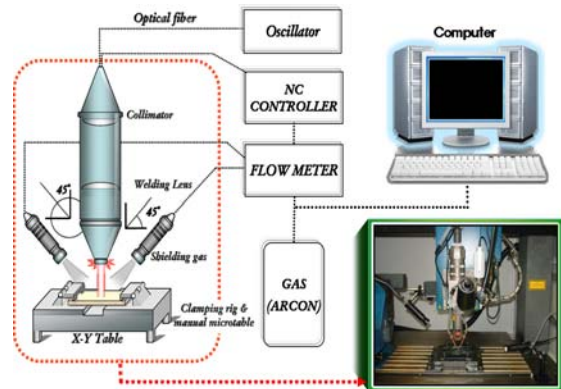 Optical fiber
Oscillator
Computer
NC
CONTROLLER
Collimator
FLOW METER
45°
Welding Lens
45°
Shielding gas
GAS
(ARCON)
Clamping rig &
manual microtable
X-Y Table